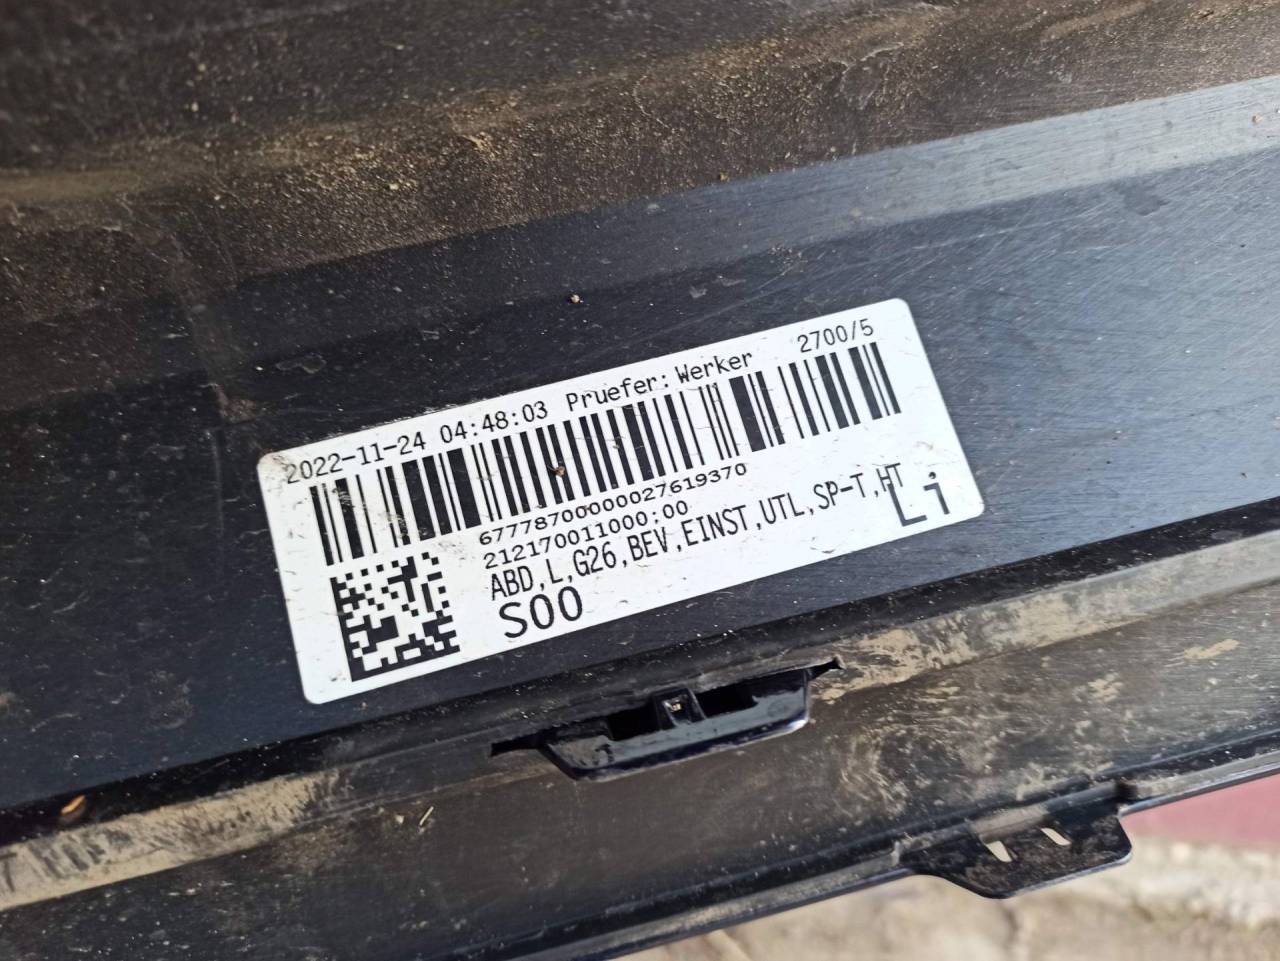 2022-11-24 04:48:03 Pruefer: Werker 2700/5
67778700000027619370
212170011000:00
ABD,L,G26,BEV,EINST,UTL,SP-T,HT
S00 Li